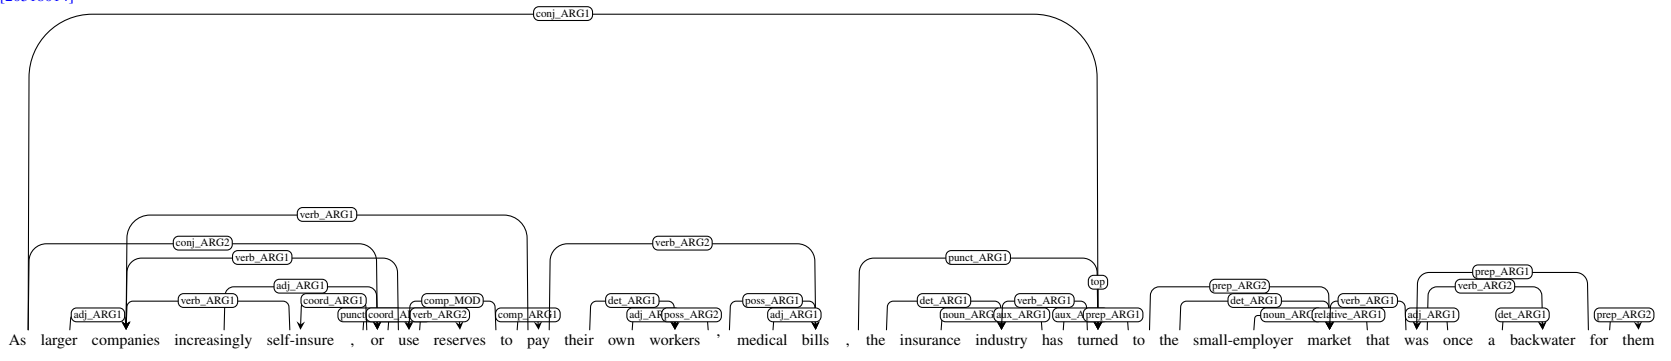 conj_ARG1
verb_ARG1
conj_ARG2 verb_ARG2
verb_ARG1 punct_ARG1
prep_ARG1
top
adj_ARG1 prep_ARG2 verb_ARG2
verb_ARG1 coord_ARG1 comp_MOD det_ARG1 poss_ARG1 det_ARG1 verb_ARG1 det_ARG1 verb_ARG1
adj_ARG1 verb_ARG2 comp_ARG1 poss_ARG2 adj_ARG1 aux_ARG1 prep_ARG1 relative_ARG1 adj_ARG1 det_ARG1 prep_ARG2
As larger companies increasingly self-insure , or use reserves to pay their own workers ' medical bills , the insurance industry has turned to the small-employer market that was once a backwater for them